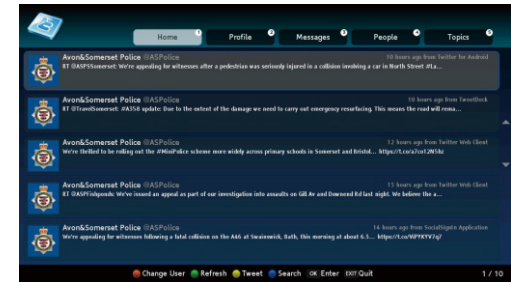 Home 1 Profile 2 Messages 3 People 4 Topics 5
Avon&Somerset Police @ASPolice 10 hours ago from Twitter for Android
RT @ASPSSomerset: We're appealing for witnesses after a pedestrian was seriously injured in a collision involving a car in North Street #La...
Avon&Somerset Police @ASPolice 10 hours ago from TweetDeck
RT @TravelSomerset: #A358 update: Due to the extent of the damage we need to carry out emergency resurfacing. This means the road will rema...
Avon&Somerset Police @ASPolice 12 hours ago from Twitter Web Client
We're thrilled to be rolling out the #MiniPolice scheme more widely across primary schools in Somerset and Bristol...
Avon&Somerset Police @ASPolice 13 hours ago from Twitter Web Client
RT @ASPFishponds: We've issued an appeal as part of our investigation into assaults on Gill Av and Downend Rd last night. We believe the a...
Avon&Somerset Police @ASPolice 14 hours ago from SocialSignIn Application
We're appealing for witnesses following a fatal collision on the A46 at Swainswick, Bath, this morning at about 6.3...
Change User Refresh Tweet Search OK Enter EXIT Quit 1 / 10